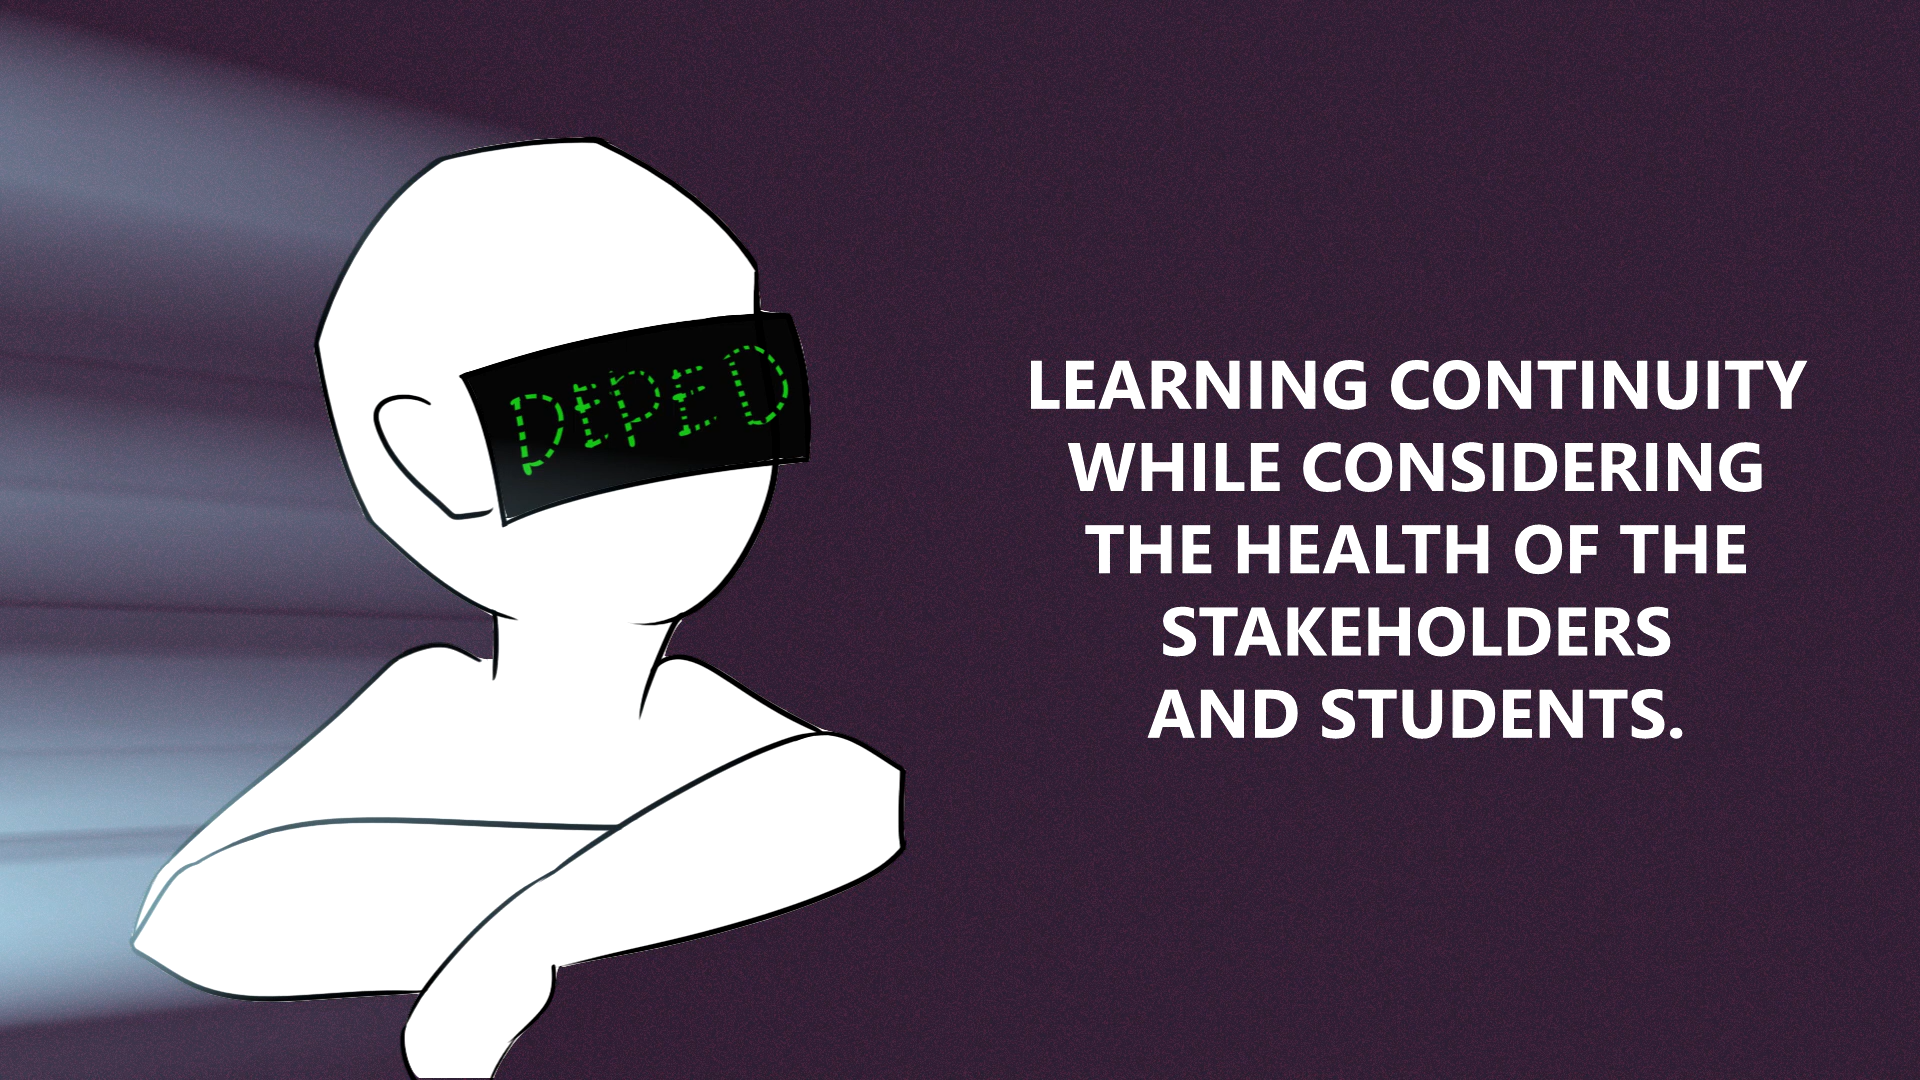 DEPED
LEARNING CONTINUITY
WHILE CONSIDERING
THE HEALTH OF THE
STAKEHOLDERS
AND STUDENTS.